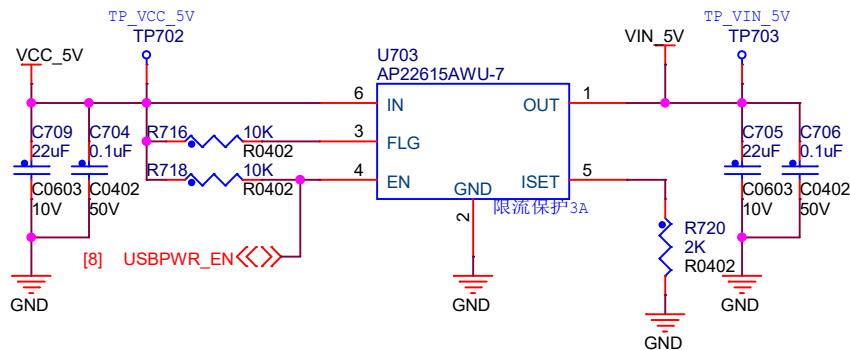 TP_VCC_5V
TP702
VCC_5V
U703
AP22615AWU-7
TP_VIN_5V
TP703
VIN_5V
6 IN OUT 1
C709
22uF
C0603
10V
C704
0.1uF
C0402
50V
R716 10K
R0402
3 FLG
R718 10K
R0402
4 EN ISET 5
GND
2
限流保护3A
C705
22uF
C0603
10V
C706
0.1uF
C0402
50V
R720
2K
R0402
[8] USBPWR_EN
GND
GND
GND
GND